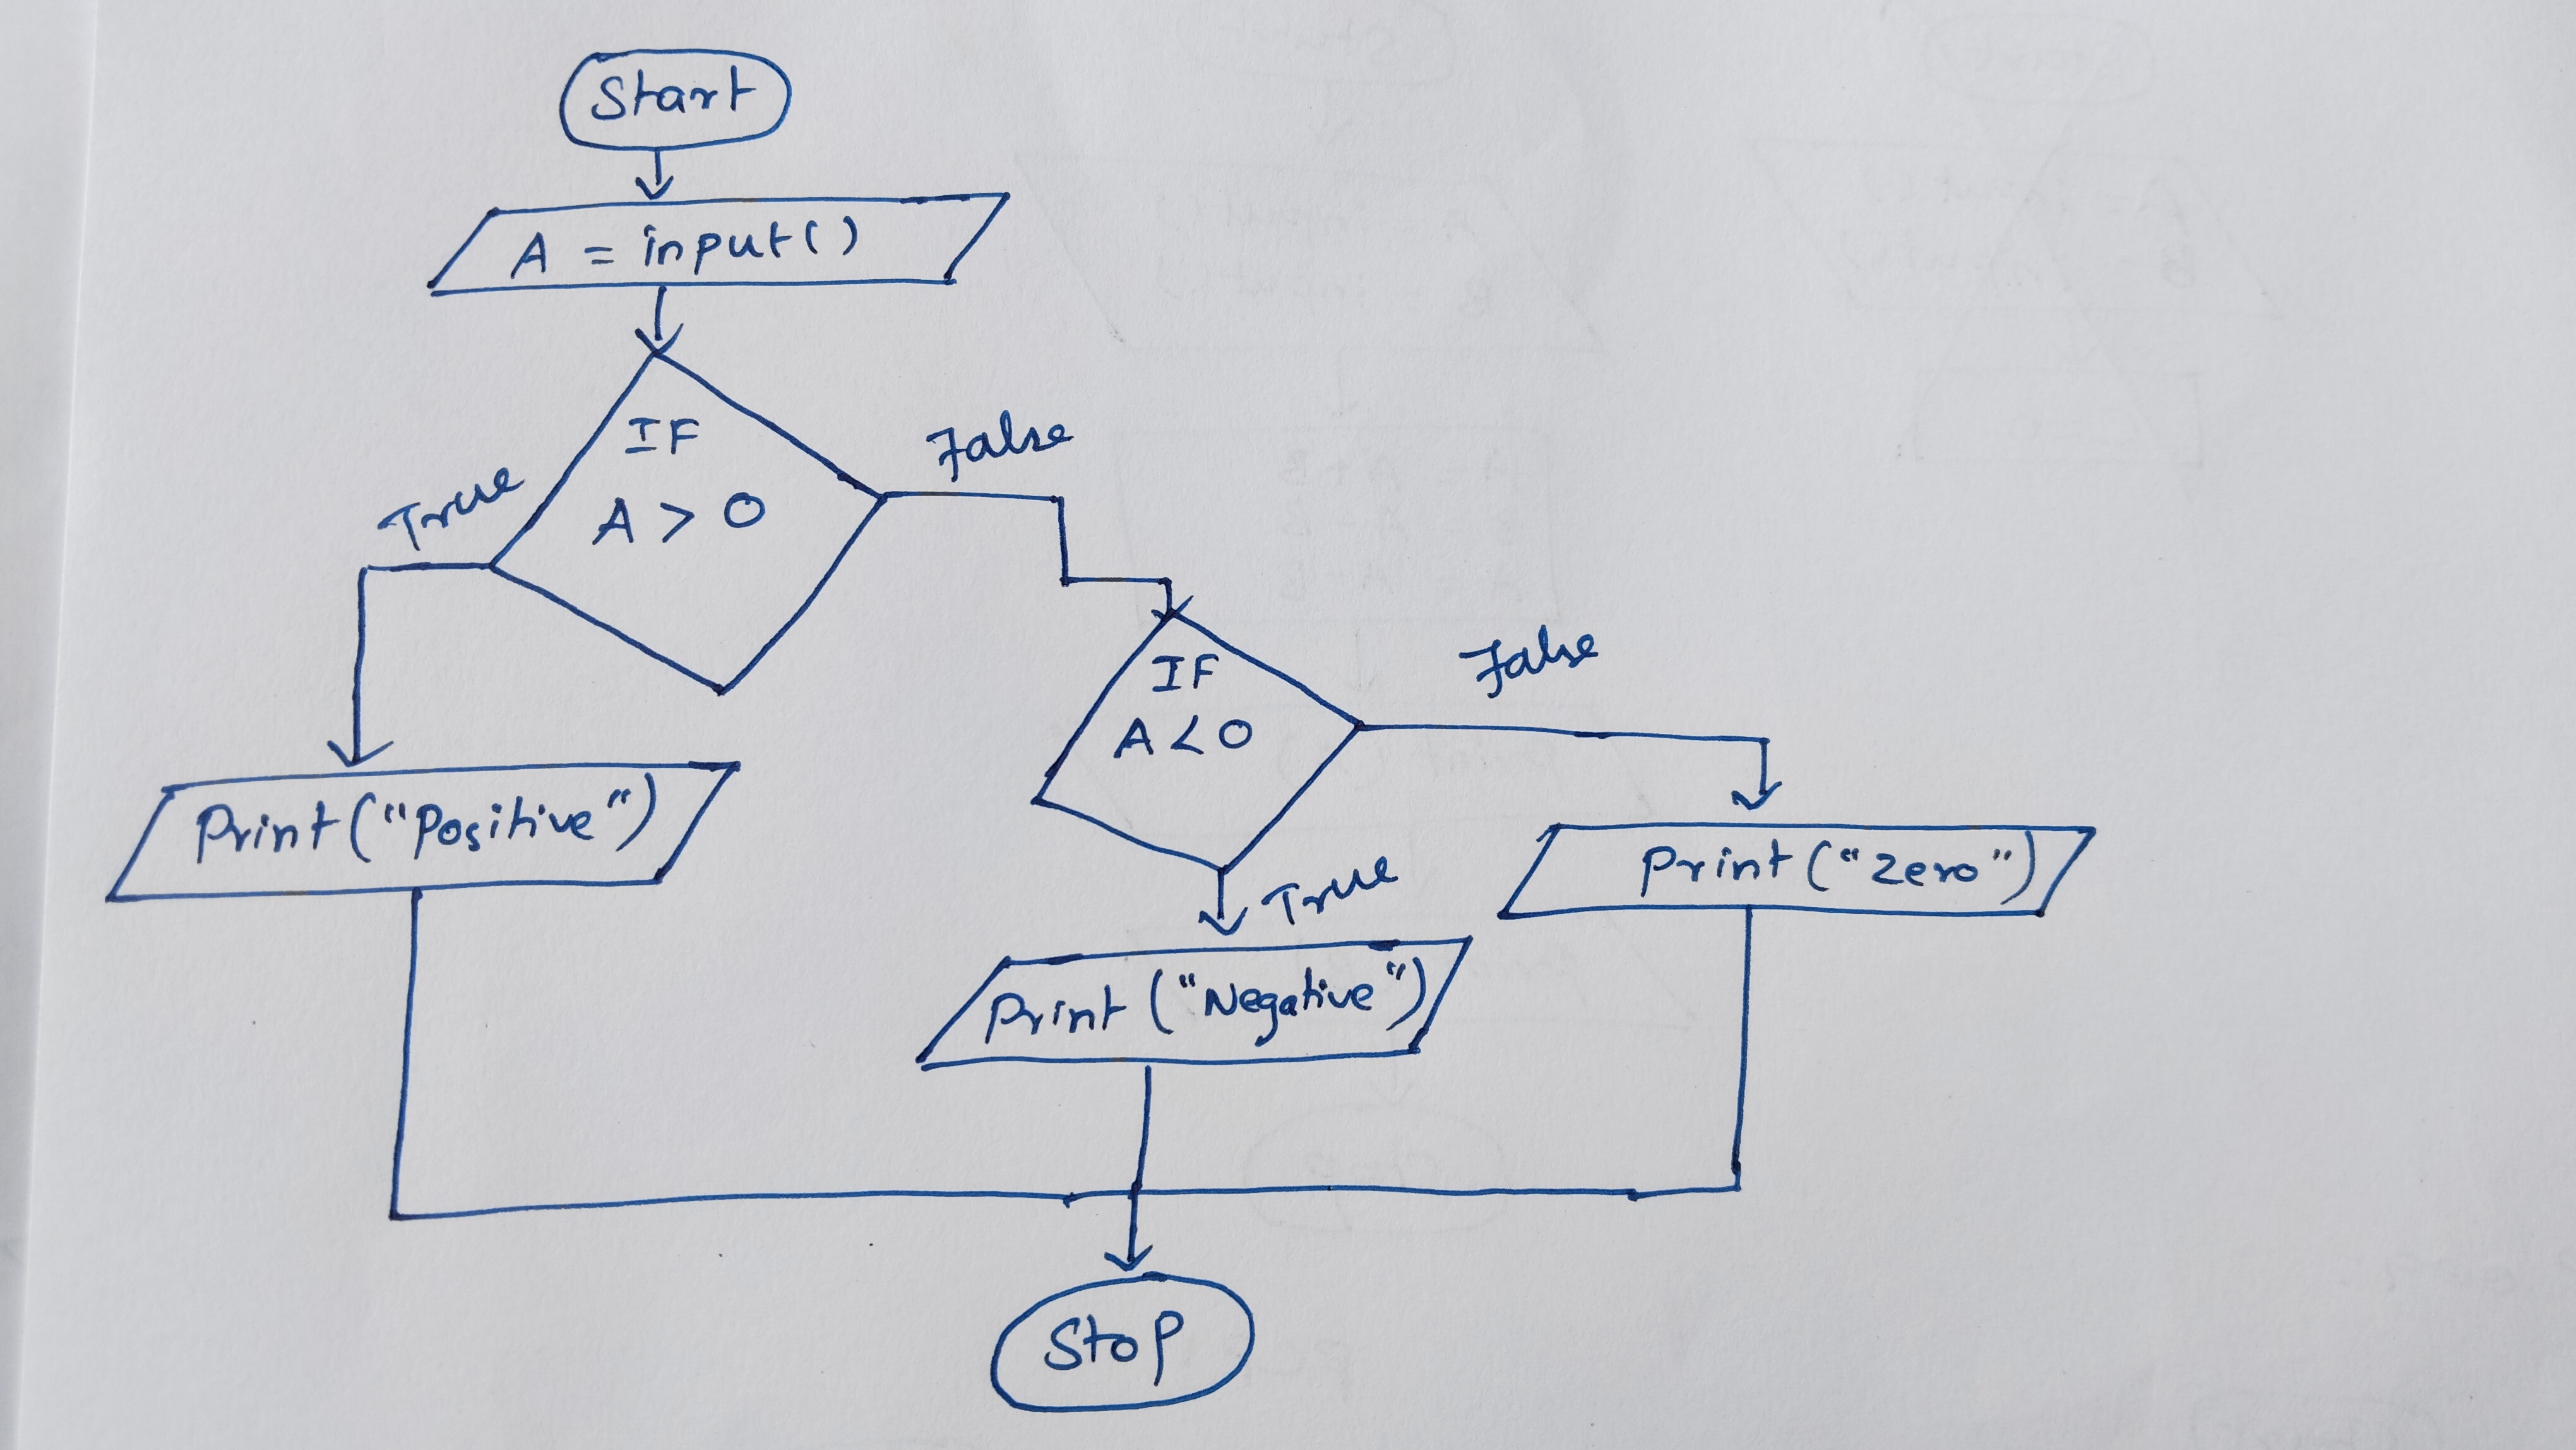 Start
A = input()
IF
A > 0
True
False
IF
A < 0
False
True
Print("Positive")
Print("Zero")
Print("Negative")
Stop